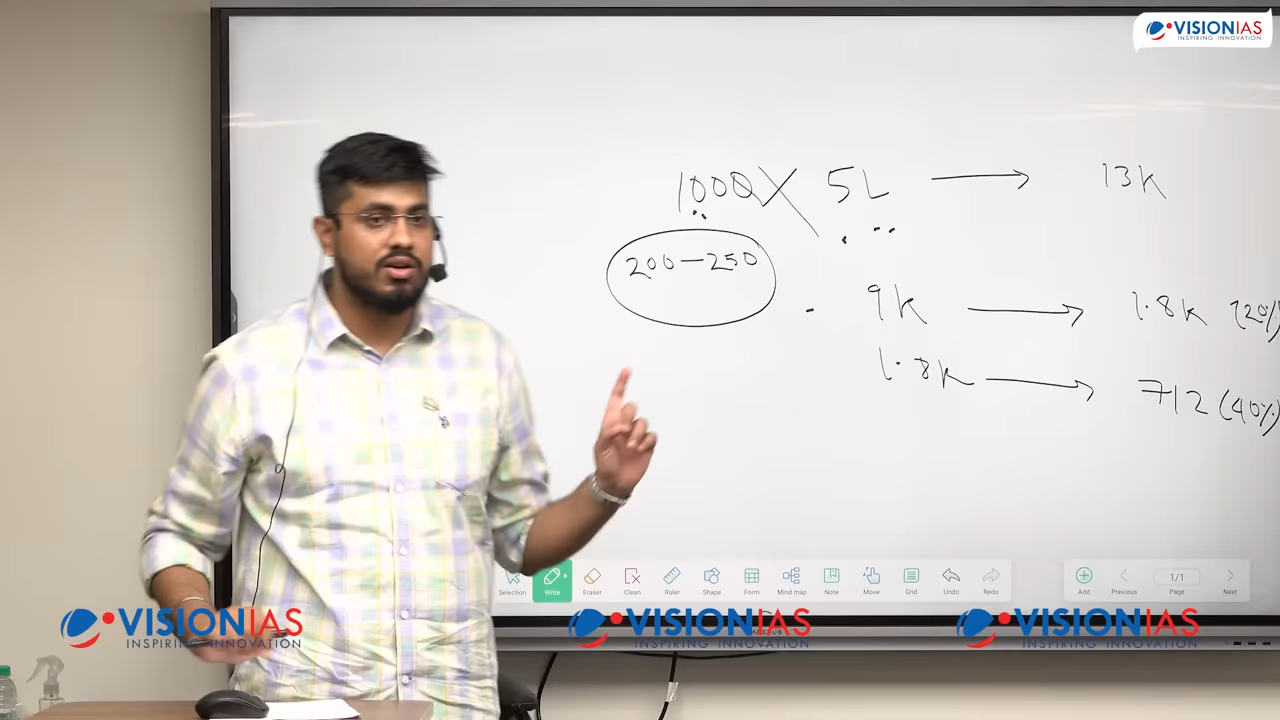 VISIONIAS
INSPIRING INNOVATION
1000 X 5L → 13K
200-250
9K → 1.8K (20%)
1.8K → 712 (40%)
Selection Write Eraser Clean Ruler Shape Form Mind map Note Move Grid Undo Redo Add Previous 1/1 Page Next
VISIONIAS VISIONIAS VISIONIAS
INSPIRING INNOVATION INSPIRING INNOVATION INSPIRING INNOVATION